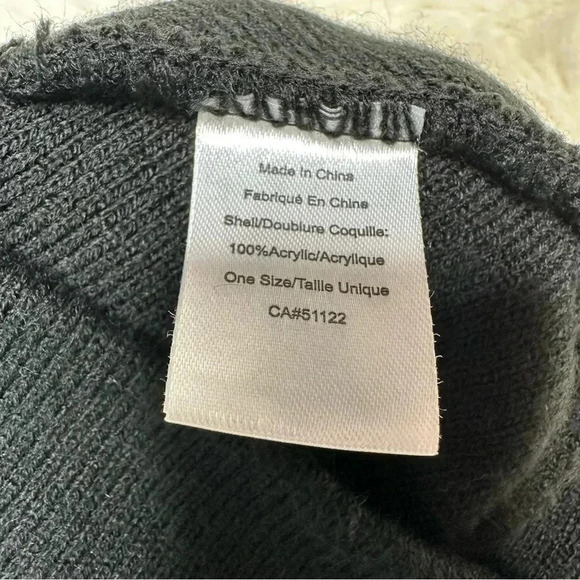 Made In China
Fabriqué En Chine
Shell/Doublure Coquille:
100%Acrylic/Acrylique
One Size/Taille Unique
CA#51122